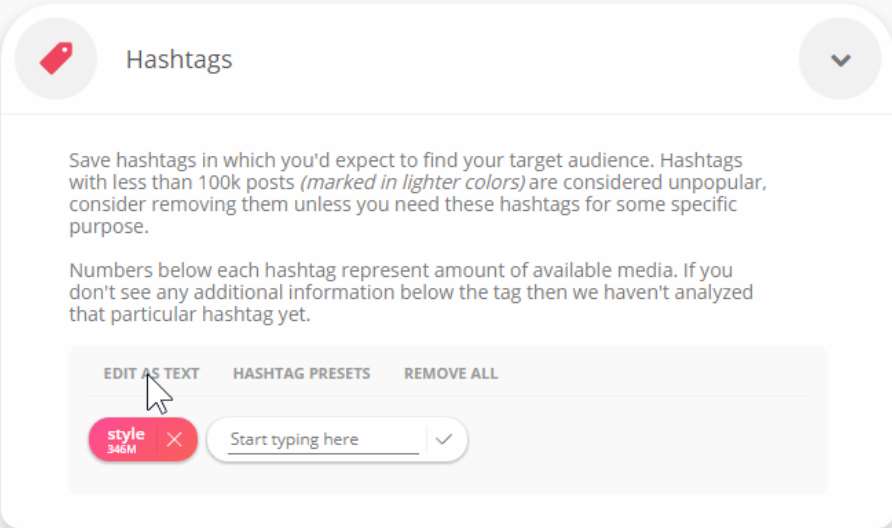 Hashtags
Save hashtags in which you'd expect to find your target audience. Hashtags
with less than 100k posts (marked in lighter colors) are considered unpopular,
consider removing them unless you need these hashtags for some specific
purpose.
Numbers below each hashtag represent amount of available media. If you
don't see any additional information below the tag then we haven't analyzed
that particular hashtag yet.
EDIT AS TEXT HASHTAG PRESETS REMOVE ALL
style
346M
Start typing here